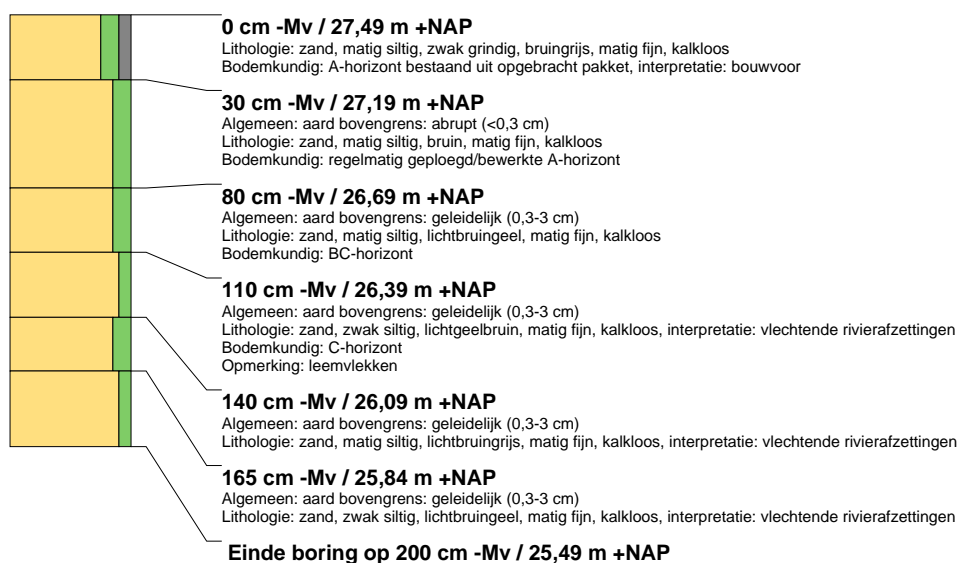 0 cm -Mv / 27,49 m +NAP
Lithologie: zand, matig siltig, zwak grindig, bruingrijs, matig fijn, kalkloos
Bodemkundig: A-horizont bestaand uit opgebracht pakket, interpretatie: bouwvoor
30 cm -Mv / 27,19 m +NAP
Algemeen: aard bovengrens: abrupt (<0,3 cm)
Lithologie: zand, matig siltig, bruin, matig fijn, kalkloos
Bodemkundig: regelmatig geploegd/bewerkte A-horizont
80 cm -Mv / 26,69 m +NAP
Algemeen: aard bovengrens: geleidelijk (0,3-3 cm)
Lithologie: zand, matig siltig, lichtbruingeel, matig fijn, kalkloos
Bodemkundig: BC-horizont
110 cm -Mv / 26,39 m +NAP
Algemeen: aard bovengrens: geleidelijk (0,3-3 cm)
Lithologie: zand, zwak siltig, lichtgeelbruin, matig fijn, kalkloos, interpretatie: vlechtende rivierafzettingen
Bodemkundig: C-horizont
Opmerking: leemvlekken
140 cm -Mv / 26,09 m +NAP
Algemeen: aard bovengrens: geleidelijk (0,3-3 cm)
Lithologie: zand, matig siltig, lichtbruingrijs, matig fijn, kalkloos, interpretatie: vlechtende rivierafzettingen
165 cm -Mv / 25,84 m +NAP
Algemeen: aard bovengrens: geleidelijk (0,3-3 cm)
Lithologie: zand, zwak siltig, lichtbruingeel, matig fijn, kalkloos, interpretatie: vlechtende rivierafzettingen
Einde boring op 200 cm -Mv / 25,49 m +NAP